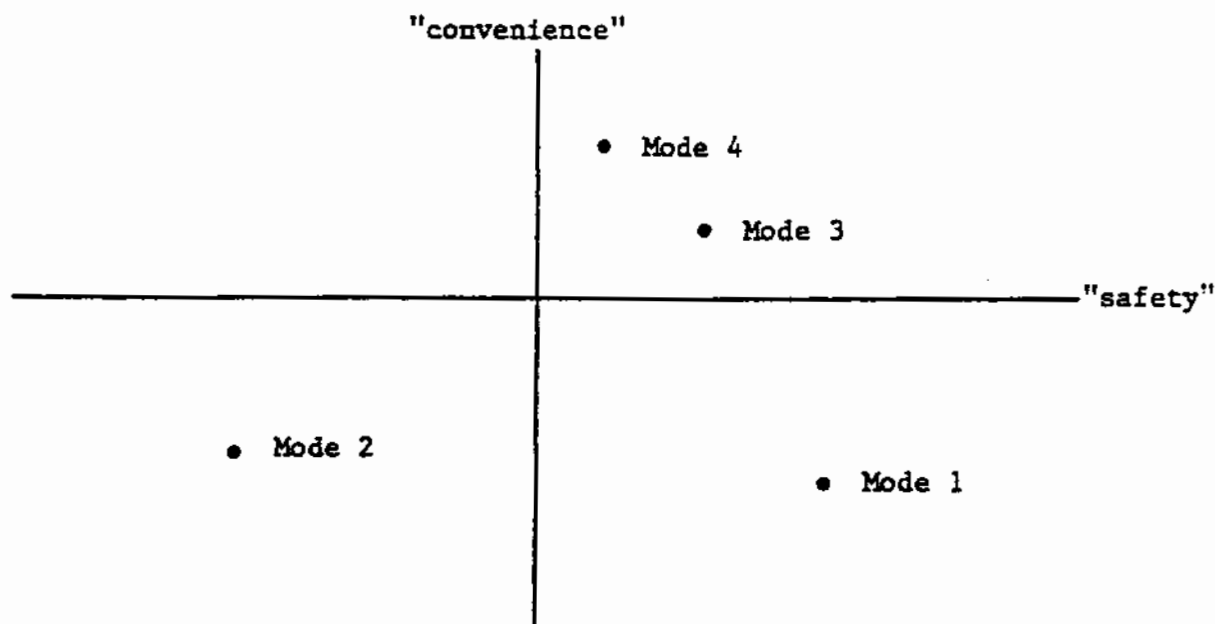 "convenience"
Mode 4
Mode 3
"safety"
Mode 2
Mode 1